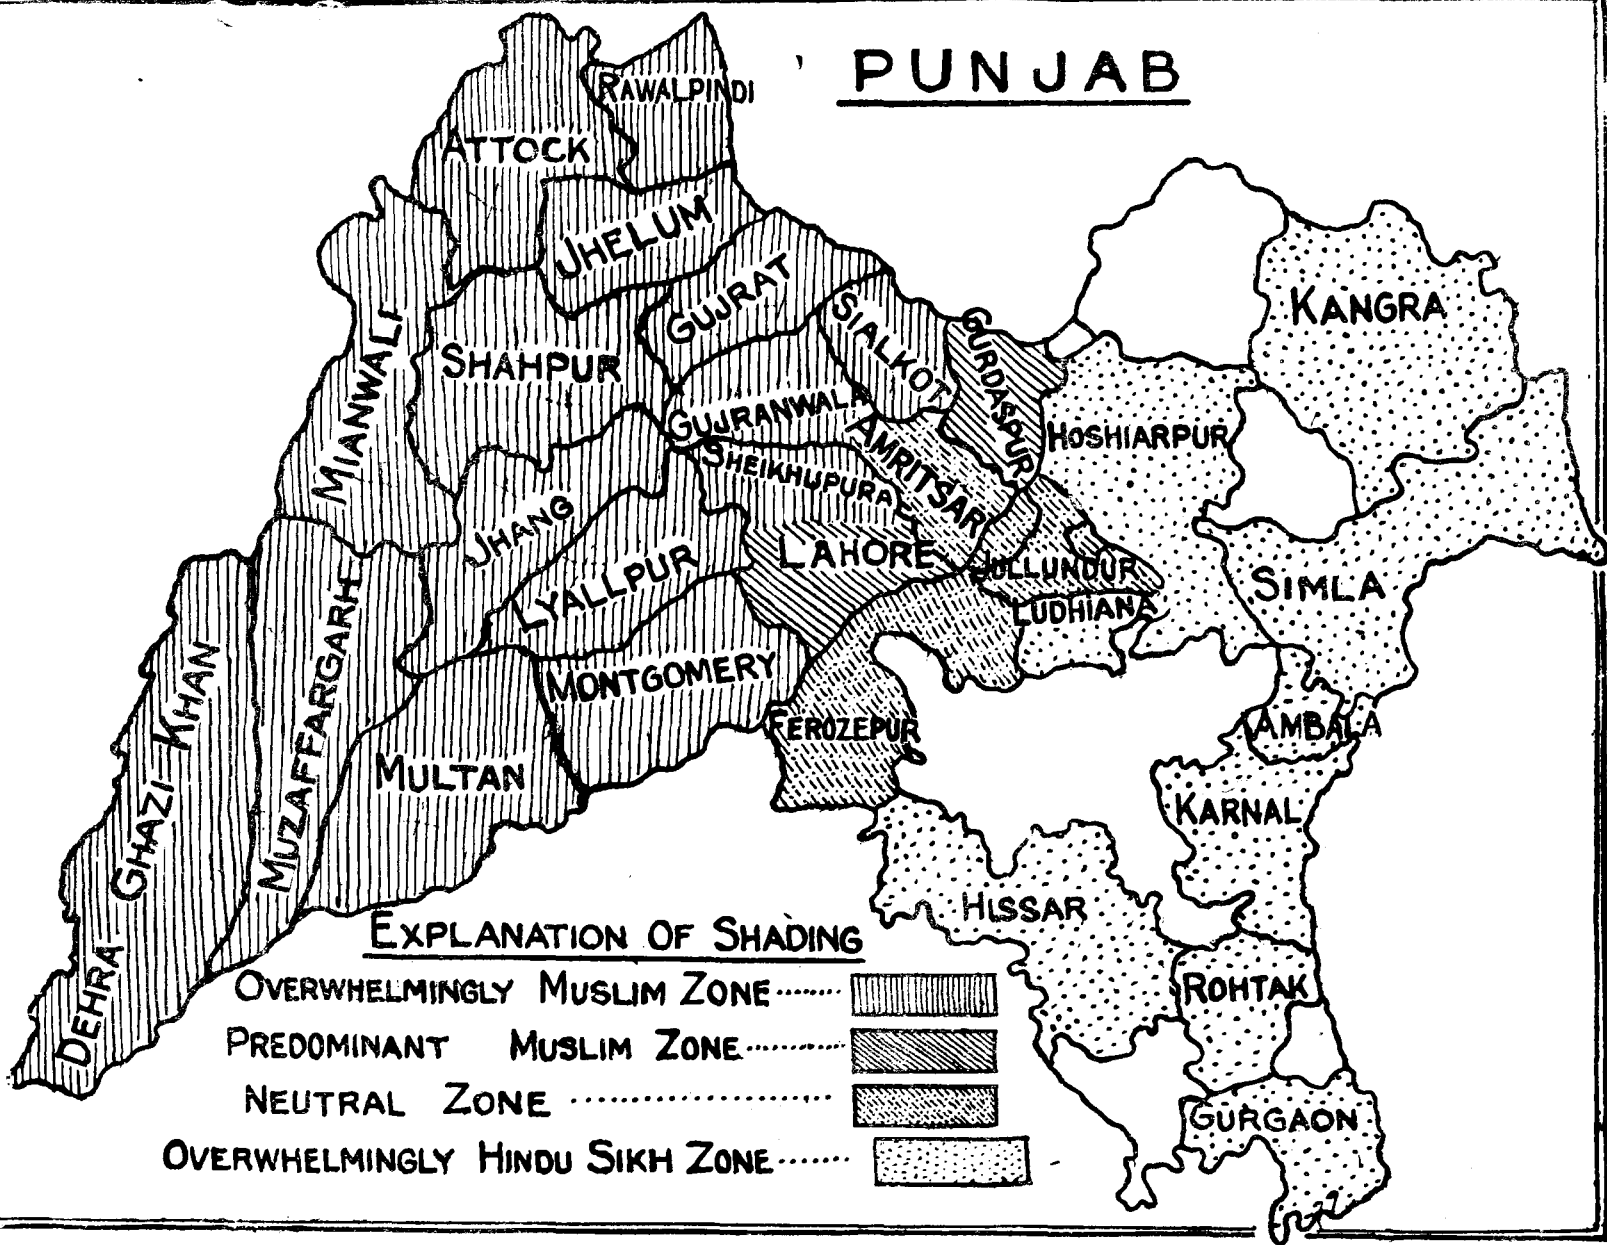 PUNJAB
RAWALPINDI
ATTOCK
JHELUM
GUJRAT
SIALKOT
GURDASPUR
KANGRA
MIANWALI
SHAHPUR
GUJRANWALA
AMRITSAR
HOSHIARPUR
SHEIKHUPURA
JHANG
LAHORE
LYALLPUR
JULLUNDUR
LUDHIANA
SIMLA
DEHRA GHAZI KHAN
MUZAFFARGARH
MONTGOMERY
MULTAN
FEROZEPUR
AMBALA
KARNAL
HISSAR
ROHTAK
GURGAON
EXPLANATION OF SHADING
OVERWHELMINGLY MUSLIM ZONE
PREDOMINANT MUSLIM ZONE
NEUTRAL ZONE
OVERWHELMINGLY HINDU SIKH ZONE